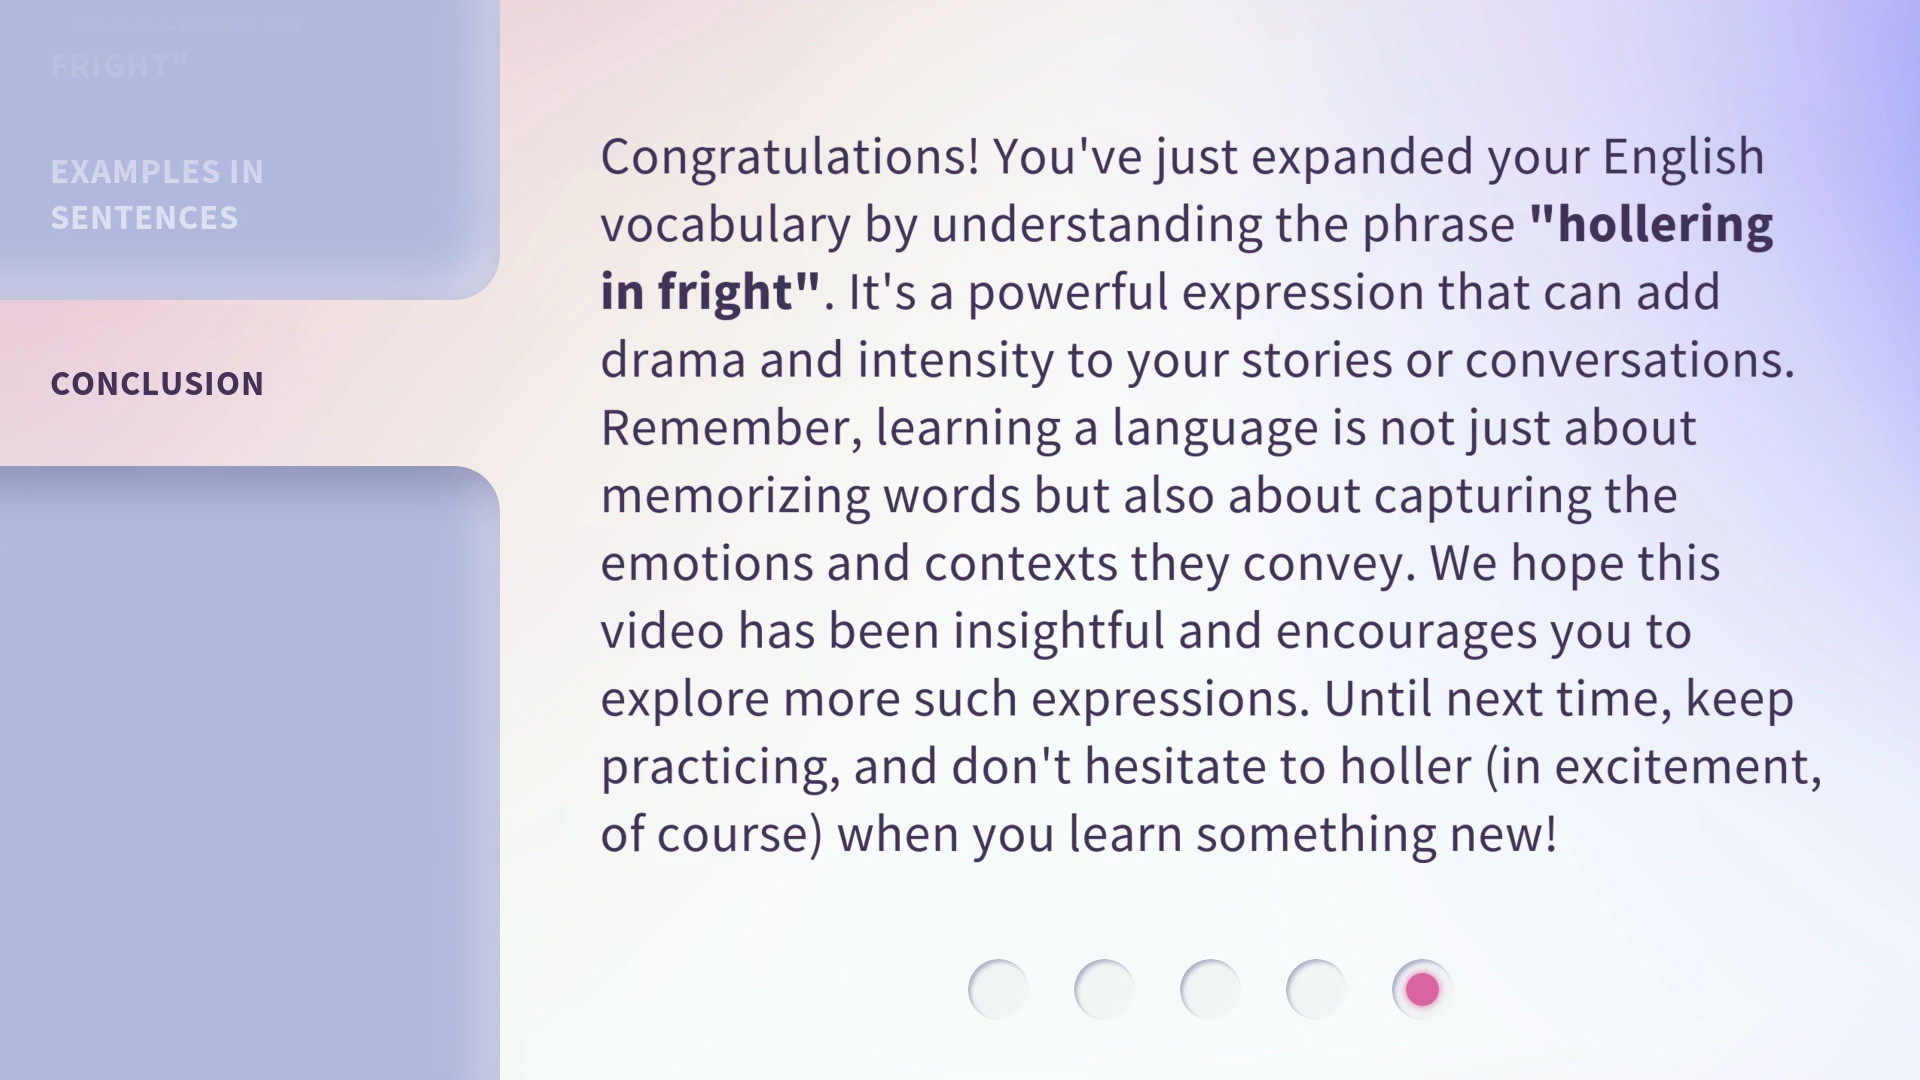 FRIGHT"
EXAMPLES IN
SENTENCES
CONCLUSION
Congratulations! You've just expanded your English
vocabulary by understanding the phrase "hollering
in fright". It's a powerful expression that can add
drama and intensity to your stories or conversations.
Remember, learning a language is not just about
memorizing words but also about capturing the
emotions and contexts they convey. We hope this
video has been insightful and encourages you to
explore more such expressions. Until next time, keep
practicing, and don't hesitate to holler (in excitement,
of course) when you learn something new!